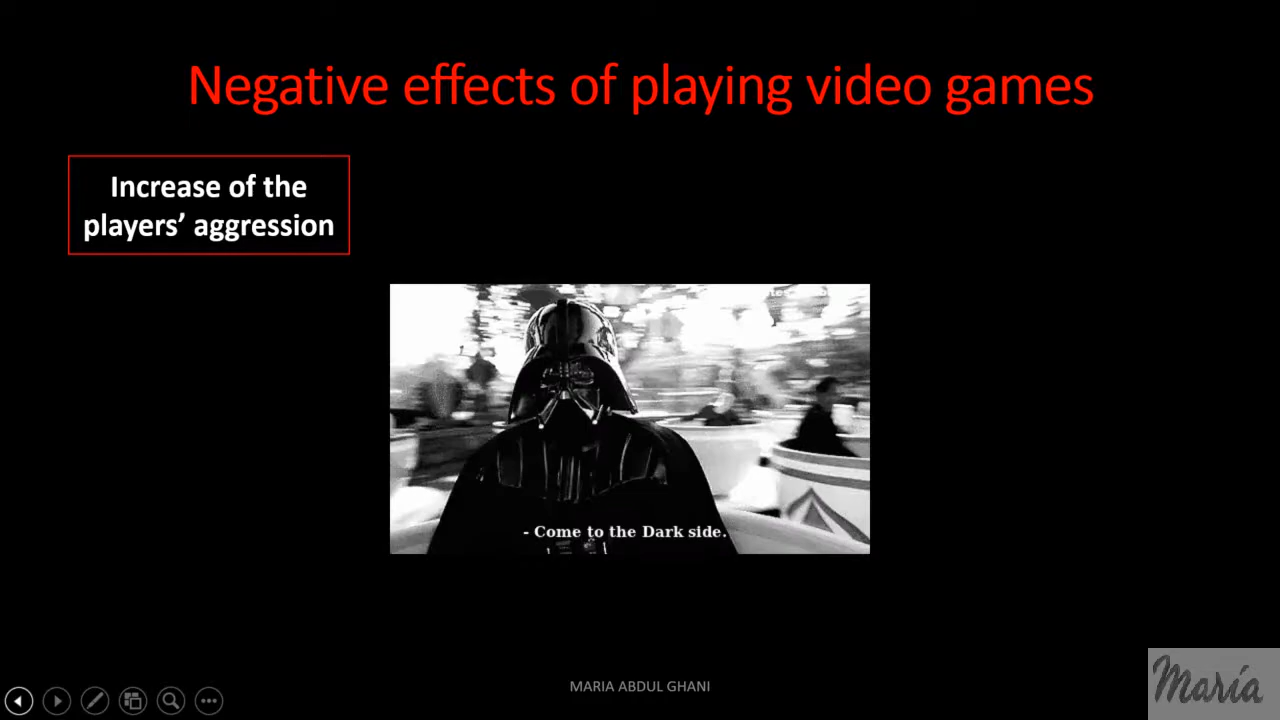 Negative effects of playing video games
Increase of the
players’ aggression
- Come to the Dark side.
MARIA ABDUL GHANI
María